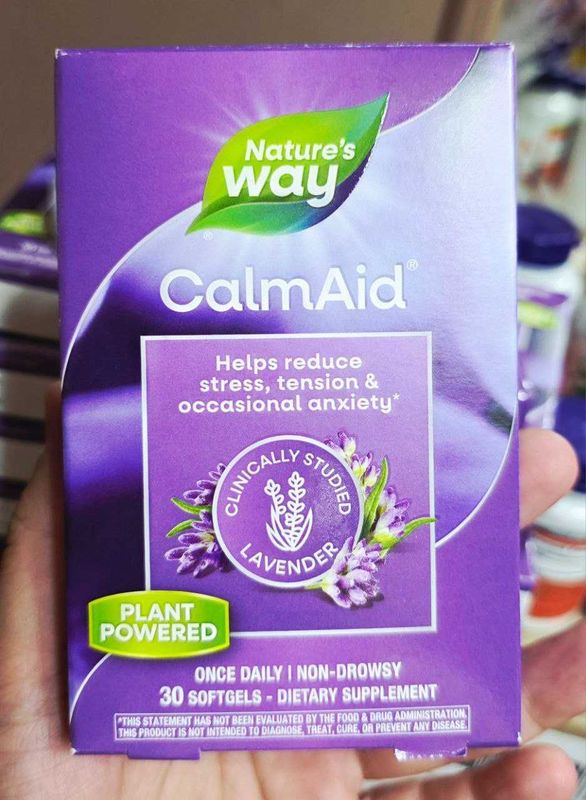 Nature's
way®
CalmAid®
Helps reduce
stress, tension &
occasional anxiety*
CLINICALLY STUDIED
LAVENDER
PLANT
POWERED
ONCE DAILY | NON-DROWSY
30 SOFTGELS - DIETARY SUPPLEMENT
*THIS STATEMENT HAS NOT BEEN EVALUATED BY THE FOOD & DRUG ADMINISTRATION.
THIS PRODUCT IS NOT INTENDED TO DIAGNOSE, TREAT, CURE, OR PREVENT ANY DISEASE.